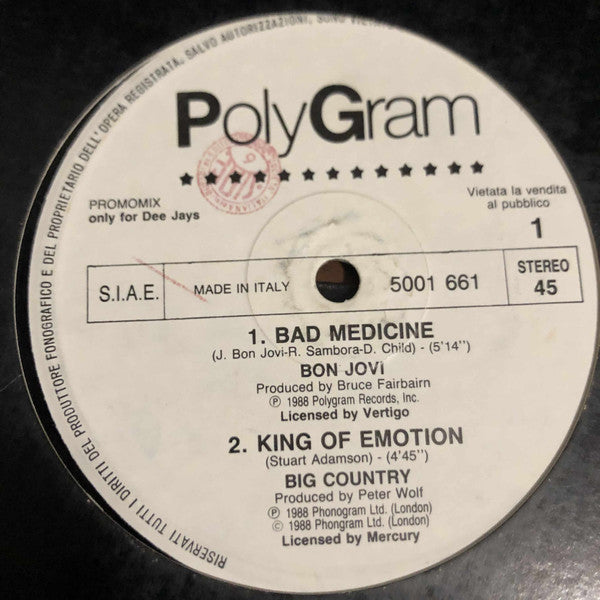 RISERVATI TUTTI I DIRITTI DEL PRODUTTORE FONOGRAFICO E DEL PROPRIETARIO DELL'OPERA REGISTRATA. SALVO AUTORIZZAZIONI, SONO VIETATE
PolyGram
PROMOMIX
only for Dee Jays
Vietata la vendita
al pubblico
1
S.I.A.E.
MADE IN ITALY
5001 661
STEREO
45
1. BAD MEDICINE
(J. Bon Jovi-R. Sambora-D. Child) - (5'14")
BON JOVI
Produced by Bruce Fairbairn
℗ 1988 Polygram Records, Inc.
Licensed by Vertigo
2. KING OF EMOTION
(Stuart Adamson) - (4'45")
BIG COUNTRY
Produced by Peter Wolf
℗ 1988 Phonogram Ltd. (London)
© 1988 Phongram Ltd. (London)
Licensed by Mercury